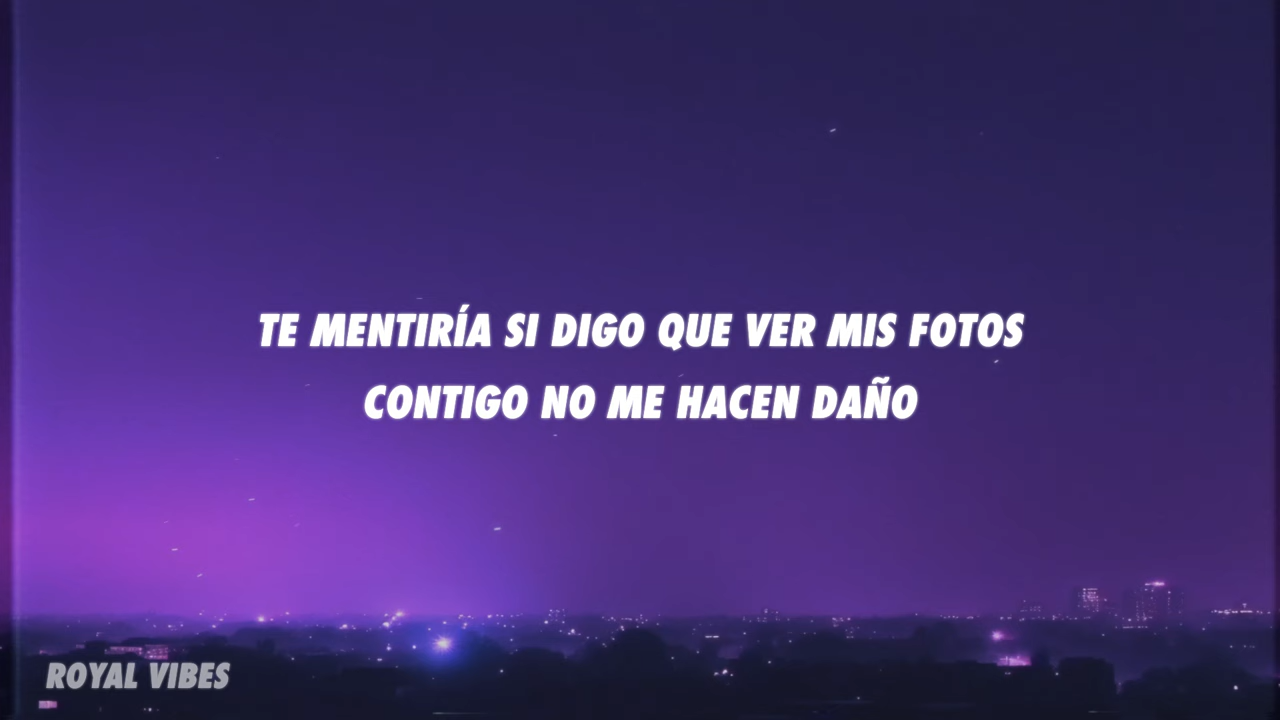 TE MENTIRÍA SI DIGO QUE VER MIS FOTOS
CONTIGO NO ME HACEN DAÑO
ROYAL VIBES